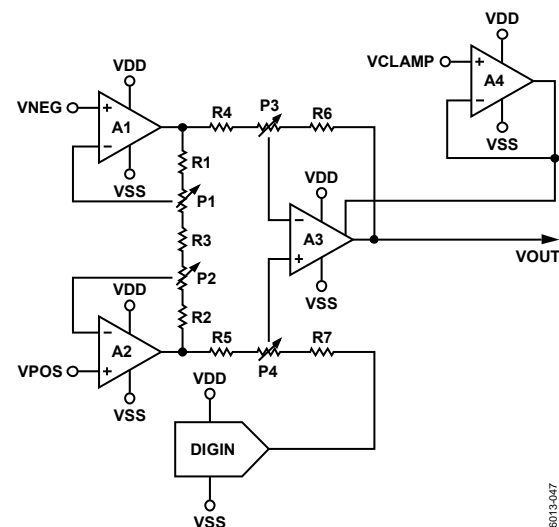 VDD
VCLAMP
+
A4
−
VSS
VDD
VNEG
+
A1
−
VSS
R4
P3
R6
R1
P1
R3
P2
R2
VDD
−
A3
+
VSS
VOUT
VDD
−
A2
+
VPOS
VSS
R5
P4
R7
VDD
DIGIN
VSS
06013-047